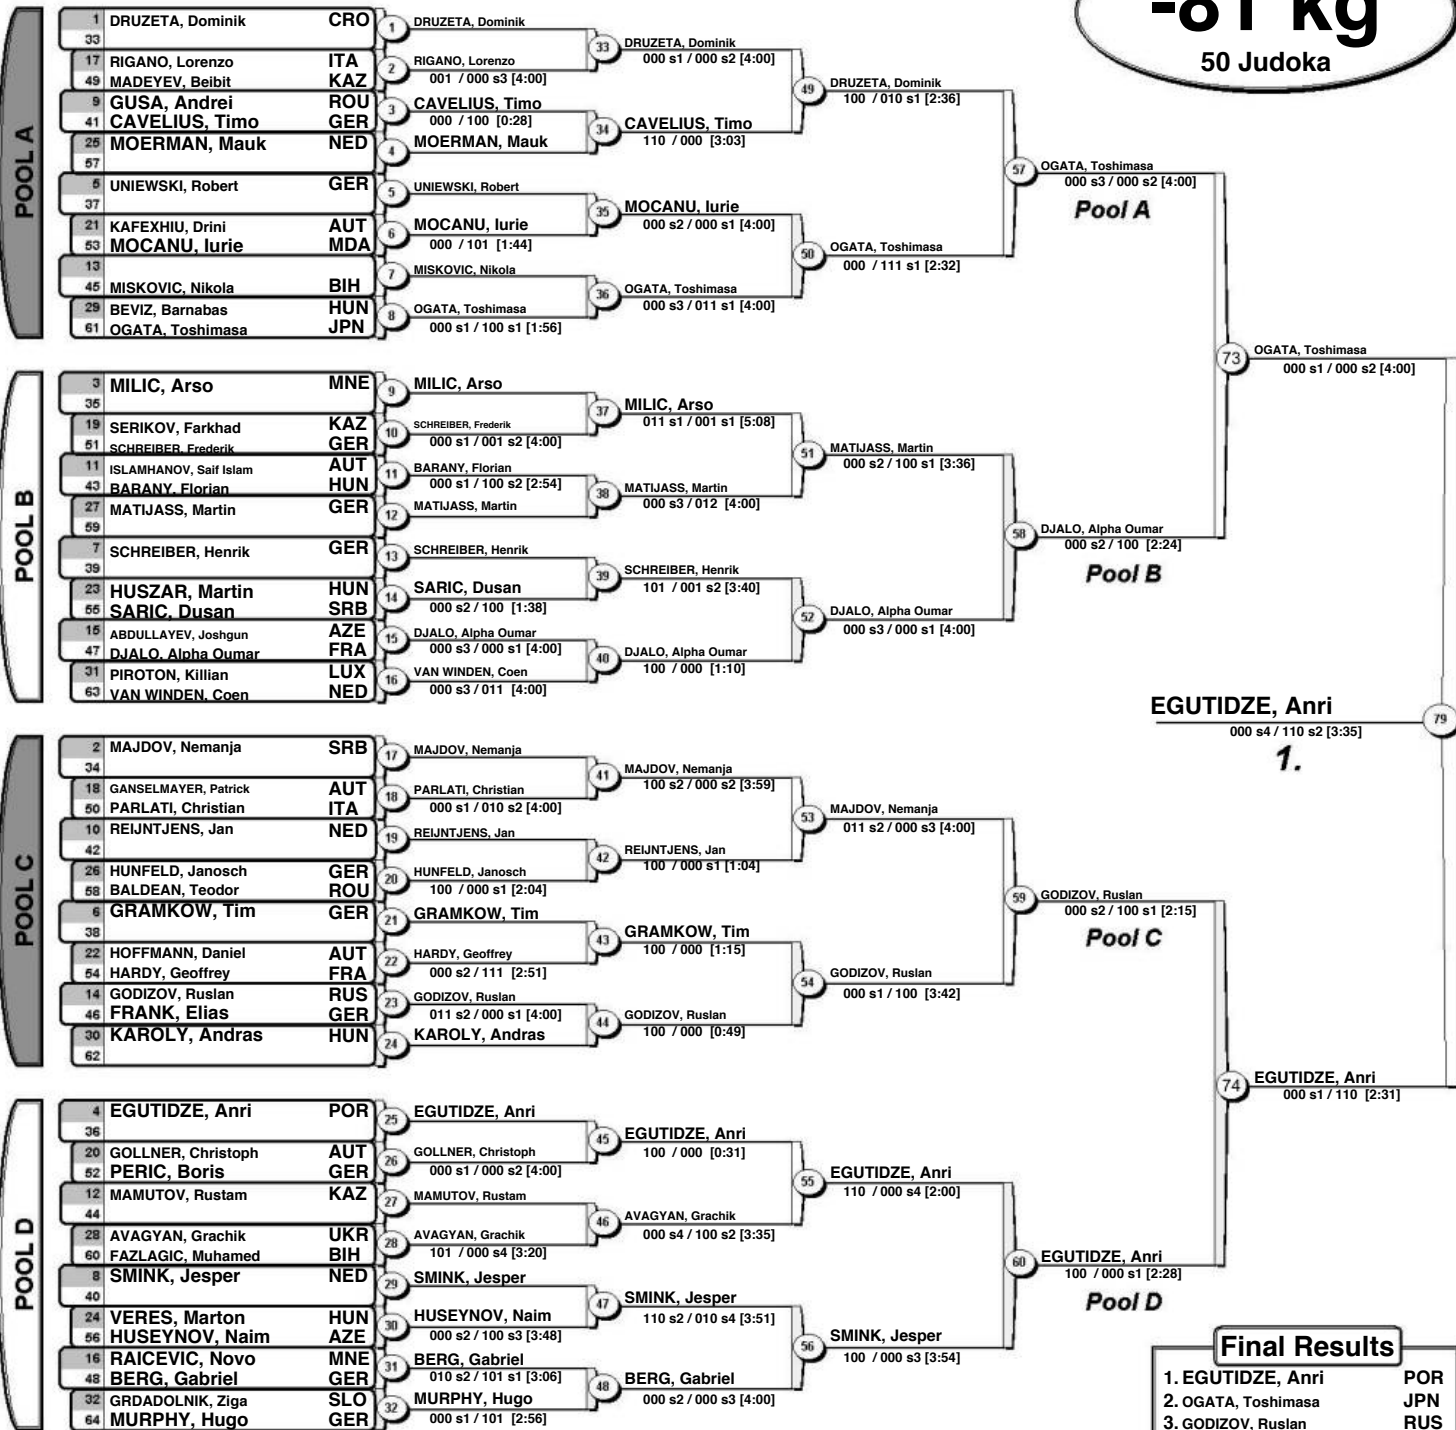 -81 kg
50 Judoka
POOL A
1 DRUZETA, Dominik CRO
33
17 RIGANO, Lorenzo ITA
49 MADEYEV, Beibit KAZ
9 GUSA, Andrei ROU
41 CAVELIUS, Timo GER
25 MOERMAN, Mauk NED
57
5 UNIEWSKI, Robert GER
37
21 KAFEXHIU, Drini AUT
53 MOCANU, Iurie MDA
13
45 MISKOVIC, Nikola BIH
29 BEVIZ, Barnabas HUN
61 OGATA, Toshimasa JPN
1 DRUZETA, Dominik
2 RIGANO, Lorenzo
001 / 000 s3 [4:00]
3 CAVELIUS, Timo
000 / 100 [0:28]
4 MOERMAN, Mauk
5 UNIEWSKI, Robert
6 MOCANU, Iurie
000 / 101 [1:44]
7 MISKOVIC, Nikola
8 OGATA, Toshimasa
000 s1 / 100 s1 [1:56]
33 DRUZETA, Dominik
000 s1 / 000 s2 [4:00]
34 CAVELIUS, Timo
110 / 000 [3:03]
35 MOCANU, Iurie
000 s2 / 000 s1 [4:00]
36 OGATA, Toshimasa
000 s3 / 011 s1 [4:00]
49 DRUZETA, Dominik
100 / 010 s1 [2:36]
50 OGATA, Toshimasa
000 / 111 s1 [2:32]
57 OGATA, Toshimasa
000 s3 / 000 s2 [4:00]
Pool A
POOL B
3 MILIC, Arso MNE
35
19 SERIKOV, Farkhad KAZ
51 SCHREIBER, Frederik GER
11 ISLAMHANOV, Saif Islam AUT
43 BARANY, Florian HUN
27 MATIJASS, Martin GER
59
7 SCHREIBER, Henrik GER
39
23 HUSZAR, Martin HUN
55 SARIC, Dusan SRB
15 ABDULLAYEV, Joshgun AZE
47 DJALO, Alpha Oumar FRA
31 PIROTON, Killian LUX
63 VAN WINDEN, Coen NED
9 MILIC, Arso
10 SCHREIBER, Frederik
000 s1 / 001 s2 [4:00]
11 BARANY, Florian
000 s1 / 100 s2 [2:54]
12 MATIJASS, Martin
13 SCHREIBER, Henrik
14 SARIC, Dusan
000 s2 / 100 [1:38]
15 DJALO, Alpha Oumar
000 s3 / 000 s1 [4:00]
16 VAN WINDEN, Coen
000 s3 / 011 [4:00]
37 MILIC, Arso
011 s1 / 001 s1 [5:08]
38 MATIJASS, Martin
000 s3 / 012 [4:00]
39 SCHREIBER, Henrik
101 / 001 s2 [3:40]
40 DJALO, Alpha Oumar
100 / 000 [1:10]
51 MATIJASS, Martin
000 s2 / 100 s1 [3:36]
52 DJALO, Alpha Oumar
000 s3 / 000 s1 [4:00]
58 DJALO, Alpha Oumar
000 s2 / 100 [2:24]
Pool B
73 OGATA, Toshimasa
000 s1 / 000 s2 [4:00]
EGUTIDZE, Anri 79
000 s4 / 110 s2 [3:35]
1.
POOL C
2 MAJDOV, Nemanja SRB
34
18 GANSELMAYER, Patrick AUT
50 PARLATI, Christian ITA
10 REIJNTJENS, Jan NED
42
26 HUNFELD, Janosch GER
58 BALDEAN, Teodor ROU
6 GRAMKOW, Tim GER
38
22 HOFFMANN, Daniel AUT
54 HARDY, Geoffrey FRA
14 GODIZOV, Ruslan RUS
46 FRANK, Elias GER
30 KAROLY, Andras HUN
62
17 MAJDOV, Nemanja
18 PARLATI, Christian
000 s1 / 010 s2 [4:00]
19 REIJNTJENS, Jan
20 HUNFELD, Janosch
100 / 000 s1 [2:04]
21 GRAMKOW, Tim
22 HARDY, Geoffrey
000 s2 / 111 [2:51]
23 GODIZOV, Ruslan
011 s2 / 000 s1 [4:00]
24 KAROLY, Andras
41 MAJDOV, Nemanja
100 s2 / 000 s2 [3:59]
42 REIJNTJENS, Jan
100 / 000 s1 [1:04]
43 GRAMKOW, Tim
100 / 000 [1:15]
44 GODIZOV, Ruslan
100 / 000 [0:49]
53 MAJDOV, Nemanja
011 s2 / 000 s3 [4:00]
54 GODIZOV, Ruslan
000 s1 / 100 [3:42]
59 GODIZOV, Ruslan
000 s2 / 100 s1 [2:15]
Pool C
POOL D
4 EGUTIDZE, Anri POR
36
20 GOLLNER, Christoph AUT
52 PERIC, Boris GER
12 MAMUTOV, Rustam KAZ
44
28 AVAGYAN, Grachik UKR
60 FAZLAGIC, Muhamed BIH
8 SMINK, Jesper NED
40
24 VERES, Marton HUN
56 HUSEYNOV, Naim AZE
16 RAICEVIC, Novo MNE
48 BERG, Gabriel GER
32 GRDADOLNIK, Ziga SLO
64 MURPHY, Hugo GER
25 EGUTIDZE, Anri
26 GOLLNER, Christoph
000 s1 / 000 s2 [4:00]
27 MAMUTOV, Rustam
28 AVAGYAN, Grachik
101 / 000 s4 [3:20]
29 SMINK, Jesper
30 HUSEYNOV, Naim
000 s2 / 100 s3 [3:48]
31 BERG, Gabriel
010 s2 / 101 s1 [3:06]
32 MURPHY, Hugo
000 s1 / 101 [2:56]
45 EGUTIDZE, Anri
100 / 000 [0:31]
46 AVAGYAN, Grachik
000 s4 / 100 s2 [3:35]
47 SMINK, Jesper
110 s2 / 010 s4 [3:51]
48 BERG, Gabriel
000 s2 / 000 s3 [4:00]
55 EGUTIDZE, Anri
110 / 000 s4 [2:00]
56 SMINK, Jesper
100 / 000 s3 [3:54]
60 EGUTIDZE, Anri
100 / 000 s1 [2:28]
Pool D
74 EGUTIDZE, Anri
000 s1 / 110 [2:31]
Final Results
1. EGUTIDZE, Anri POR
2. OGATA, Toshimasa JPN
3. GODIZOV, Ruslan RUS